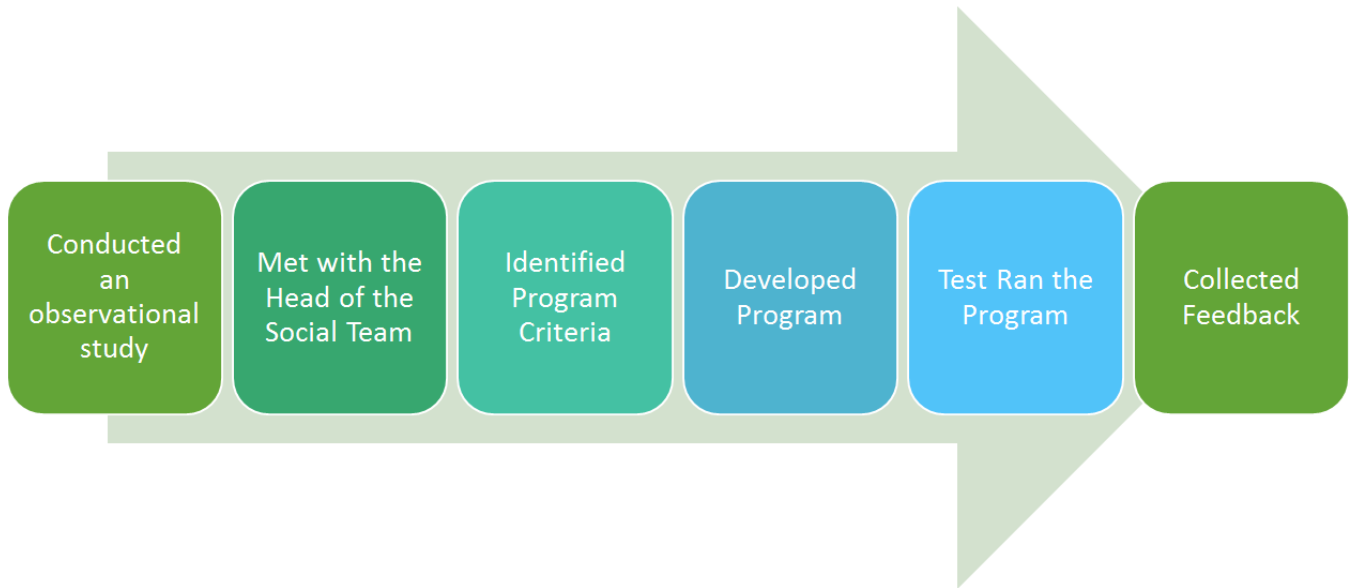 Conducted
an
observational
study
Met with the
Head of the
Social Team
Identified
Program
Criteria
Developed
Program
Test Ran the
Program
Collected
Feedback